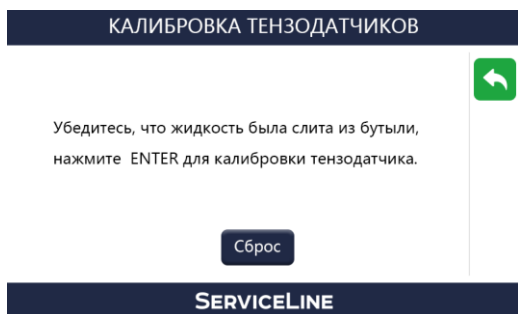 КАЛИБРОВКА ТЕНЗОДАТЧИКОВ
Убедитесь, что жидкость была слита из бутыли,
нажмите ENTER для калибровки тензодатчика.
Сброс
SERVICELINE